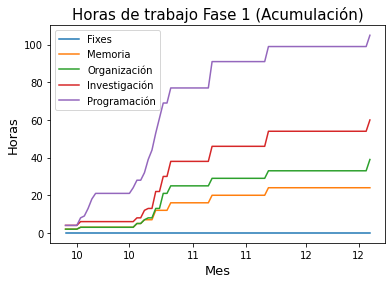 Horas de trabajo Fase 1 (Acumulación)
Fixes
Memoria
Organización
Investigación
Programación
Horas
100
80
60
40
20
0
10 10 11 11 12 12
Mes